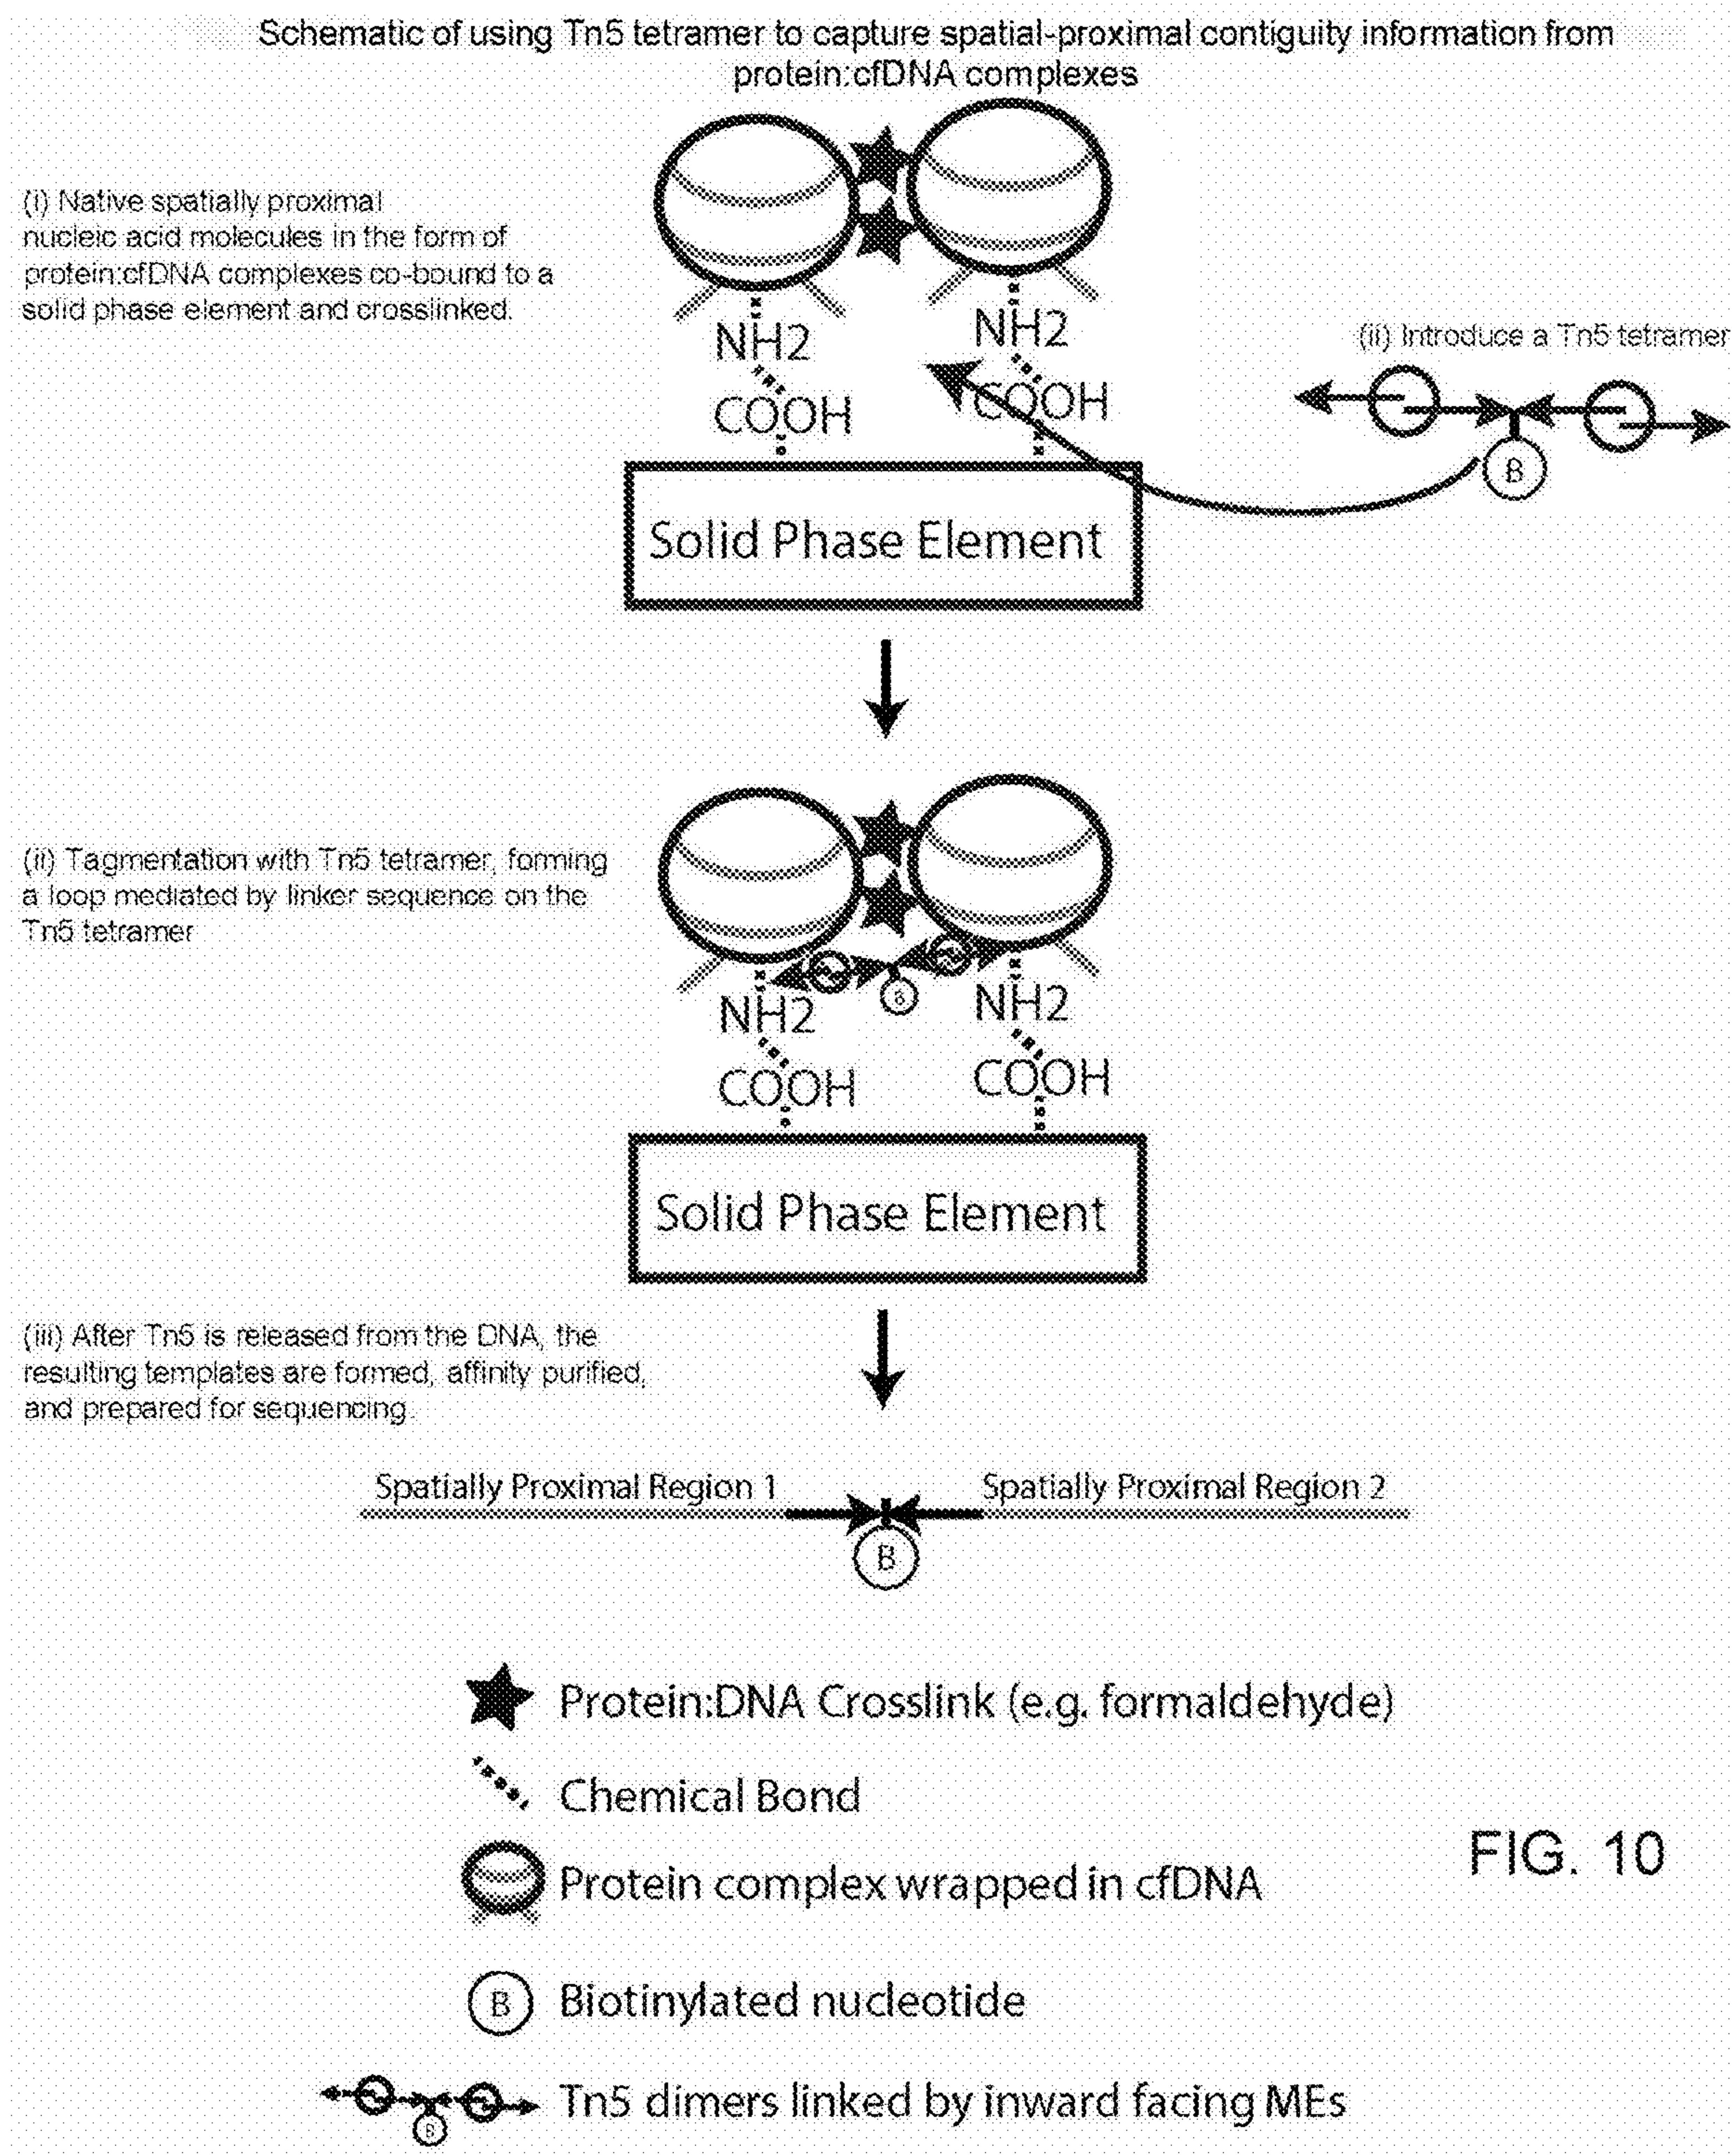 Schematic of using Tn5 tetramer to capture spatial-proximal contiguity information from
protein:cfDNA complexes
(i) Native spatially proximal
nucleic acid molecules in the form of
protein:cfDNA complexes co-bound to a
solid phase element and crosslinked.
NH2
NH2
COOH
COOH
(ii) Introduce a Tn5 tetramer
B
Solid Phase Element
(ii) Tagmentation with Tn5 tetramer, forming
a loop mediated by linker sequence on the
Tn5 tetramer
B
NH2
NH2
COOH
COOH
Solid Phase Element
(iii) After Tn5 is released from the DNA, the
resulting templates are formed, affinity purified,
and prepared for sequencing.
Spatially Proximal Region 1
Spatially Proximal Region 2
B
Protein:DNA Crosslink (e.g. formaldehyde)
Chemical Bond
Protein complex wrapped in cfDNA
FIG. 10
B
Biotinylated nucleotide
B
Tn5 dimers linked by inward facing MEs